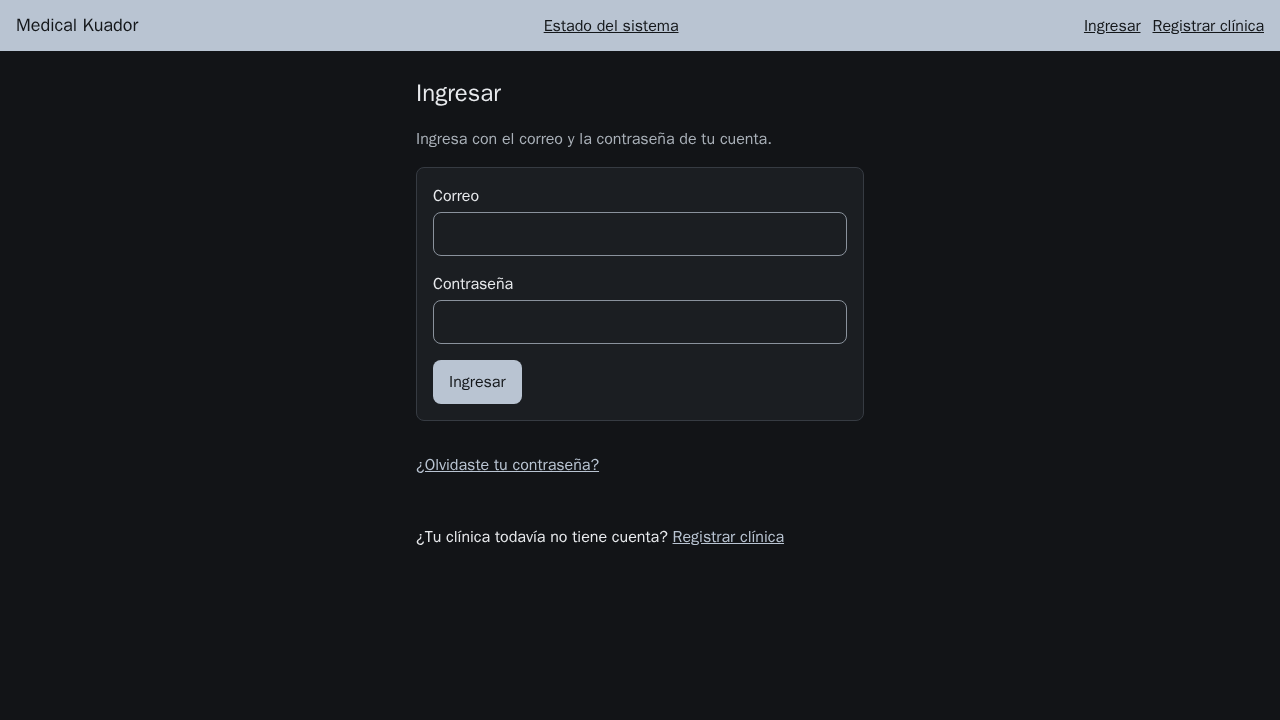 Medical Kuador
Estado del sistema
Ingresar
Registrar clínica
Ingresar
Ingresa con el correo y la contraseña de tu cuenta.
Correo
Contraseña
Ingresar
¿Olvidaste tu contraseña?
¿Tu clínica todavía no tiene cuenta? Registrar clínica